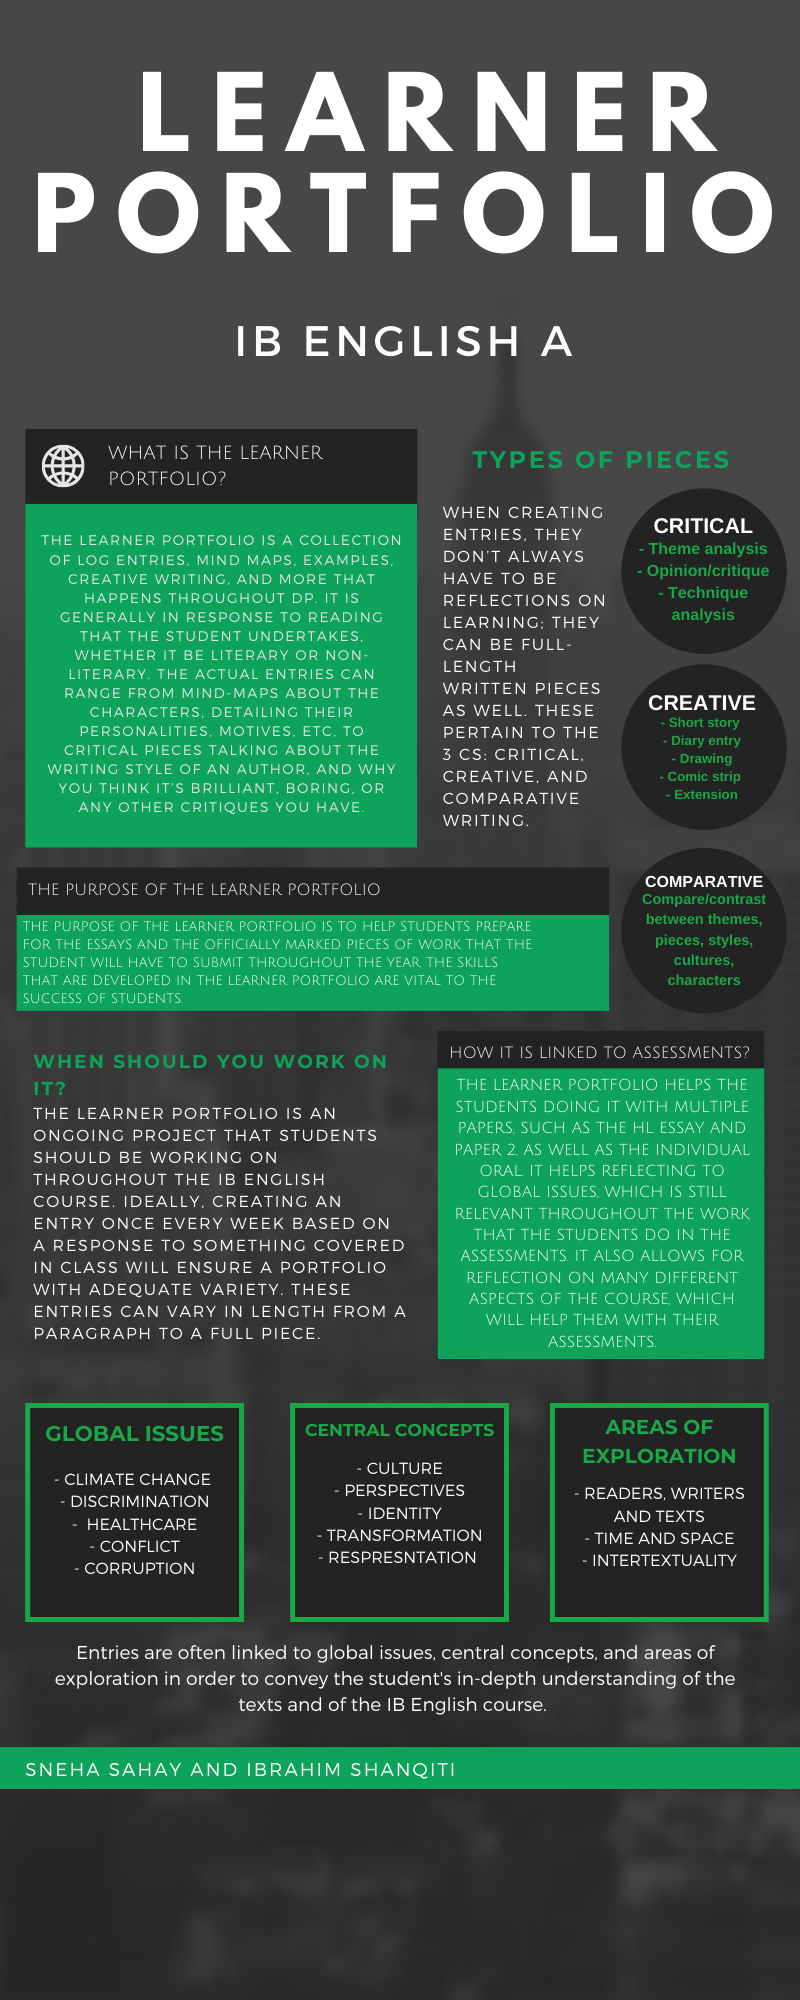 LEARNER
PORTFOLIO
IB ENGLISH A
WHAT IS THE LEARNER
PORTFOLIO?
THE LEARNER PORTFOLIO IS A COLLECTION
OF LOG ENTRIES, MIND MAPS, EXAMPLES,
CREATIVE WRITING, AND MORE THAT
HAPPENS THROUGHOUT DP. IT IS
GENERALLY IN RESPONSE TO READING
THAT THE STUDENT UNDERTAKES,
WHETHER IT BE LITERARY OR NON-
LITERARY. THE ACTUAL ENTRIES CAN
RANGE FROM MIND-MAPS ABOUT THE
CHARACTERS, DETAILING THEIR
PERSONALITIES, MOTIVES, ETC, TO
CRITICAL PIECES TALKING ABOUT THE
WRITING STYLE OF AN AUTHOR, AND WHY
YOU THINK IT'S BRILLIANT, BORING, OR
ANY OTHER CRITIQUES YOU HAVE.
TYPES OF PIECES
WHEN CREATING
ENTRIES, THEY
DON'T ALWAYS
HAVE TO BE
REFLECTIONS ON
LEARNING; THEY
CAN BE FULL-
LENGTH
WRITTEN PIECES
AS WELL. THESE
PERTAIN TO THE
3 CS: CRITICAL,
CREATIVE, AND
COMPARATIVE
WRITING.
CRITICAL
- Theme analysis
- Opinion/critique
- Technique
analysis
CREATIVE
- Short story
- Diary entry
- Drawing
- Comic strip
- Extension
COMPARATIVE
Compare/contrast
between themes,
pieces, styles,
cultures,
characters
THE PURPOSE OF THE LEARNER PORTFOLIO
THE PURPOSE OF THE LEARNER PORTFOLIO IS TO HELP STUDENTS PREPARE
FOR THE ESSAYS AND THE OFFICIALLY MARKED PIECES OF WORK THAT THE
STUDENT WILL HAVE TO SUBMIT THROUGHOUT THE YEAR. THE SKILLS
THAT ARE DEVELOPED IN THE LEARNER PORTFOLIO ARE VITAL TO THE
SUCCESS OF STUDENTS.
WHEN SHOULD YOU WORK ON
IT?
THE LEARNER PORTFOLIO IS AN
ONGOING PROJECT THAT STUDENTS
SHOULD BE WORKING ON
THROUGHOUT THE IB ENGLISH
COURSE. IDEALLY, CREATING AN
ENTRY ONCE EVERY WEEK BASED ON
A RESPONSE TO SOMETHING COVERED
IN CLASS WILL ENSURE A PORTFOLIO
WITH ADEQUATE VARIETY. THESE
ENTRIES CAN VARY IN LENGTH FROM A
PARAGRAPH TO A FULL PIECE.
HOW IT IS LINKED TO ASSESSMENTS?
THE LEARNER PORTFOLIO HELPS THE
STUDENTS DOING IT WITH MULTIPLE
PAPERS, SUCH AS THE HL ESSAY AND
PAPER 2, AS WELL AS THE INDIVIDUAL
ORAL. IT HELPS REFLECTING TO
GLOBAL ISSUES, WHICH IS STILL
RELEVANT THROUGHOUT THE WORK
THAT THE STUDENTS DO IN THE
ASSESSMENTS. IT ALSO ALLOWS FOR
REFLECTION ON MANY DIFFERENT
ASPECTS OF THE COURSE, WHICH
WILL HELP THEM WITH THEIR
ASSESSMENTS.
GLOBAL ISSUES
- CLIMATE CHANGE
- DISCRIMINATION
- HEALTHCARE
- CONFLICT
- CORRUPTION
CENTRAL CONCEPTS
- CULTURE
- PERSPECTIVES
- IDENTITY
- TRANSFORMATION
- RESPRESNTATION
AREAS OF
EXPLORATION
- READERS, WRITERS
AND TEXTS
- TIME AND SPACE
- INTERTEXTUALITY
Entries are often linked to global issues, central concepts, and areas of
exploration in order to convey the student's in-depth understanding of the
texts and of the IB English course.
SNEHA SAHAY AND IBRAHIM SHANQITI